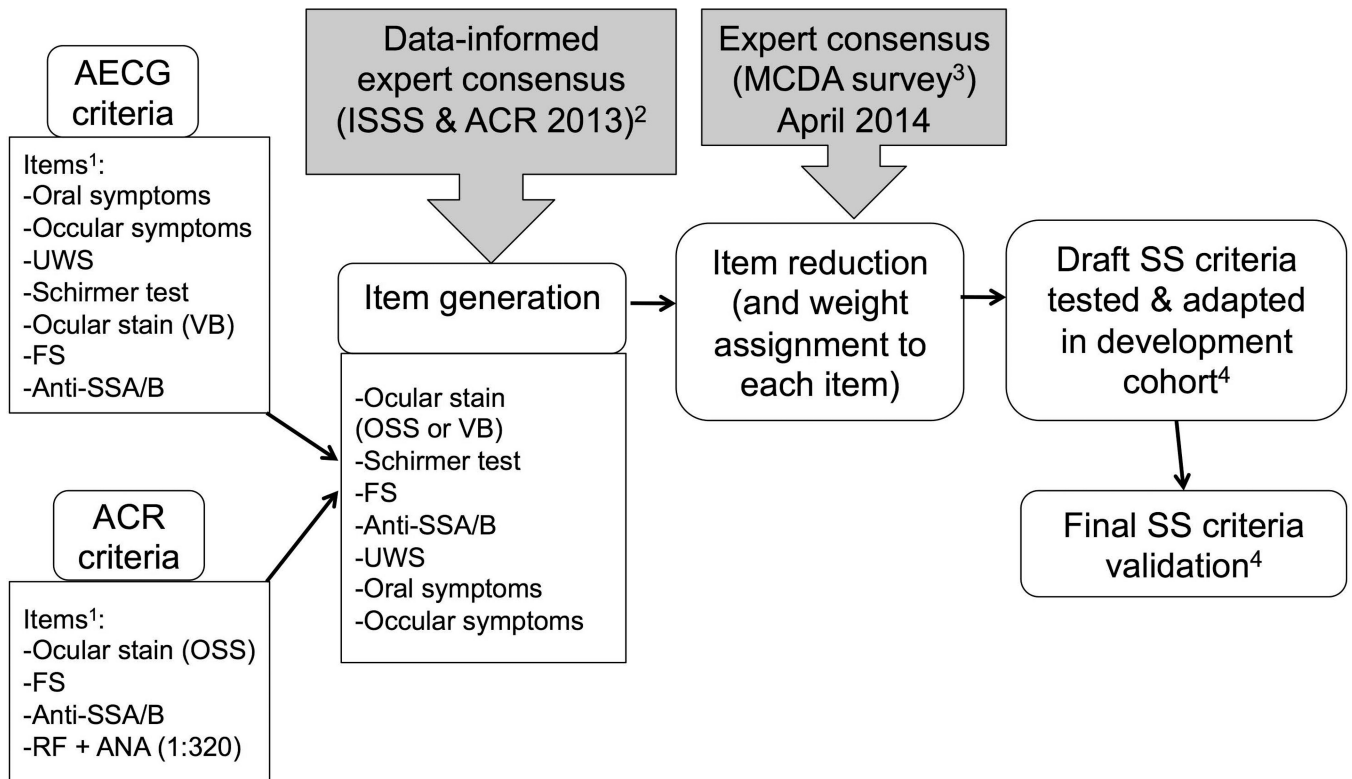 AECG
criteria
Items¹:
-Oral symptoms
-Occular symptoms
-UWS
-Schirmer test
-Ocular stain (VB)
-FS
-Anti-SSA/B
ACR
criteria
Items¹:
-Ocular stain (OSS)
-FS
-Anti-SSA/B
-RF + ANA (1:320)
Data-informed
expert consensus
(ISSS & ACR 2013)²
Item generation
-Ocular stain
(OSS or VB)
-Schirmer test
-FS
-Anti-SSA/B
-UWS
-Oral symptoms
-Occular symptoms
Expert consensus
(MCDA survey³)
April 2014
Item reduction
(and weight
assignment to
each item)
Draft SS criteria
tested & adapted
in development
cohort⁴
Final SS criteria
validation⁴